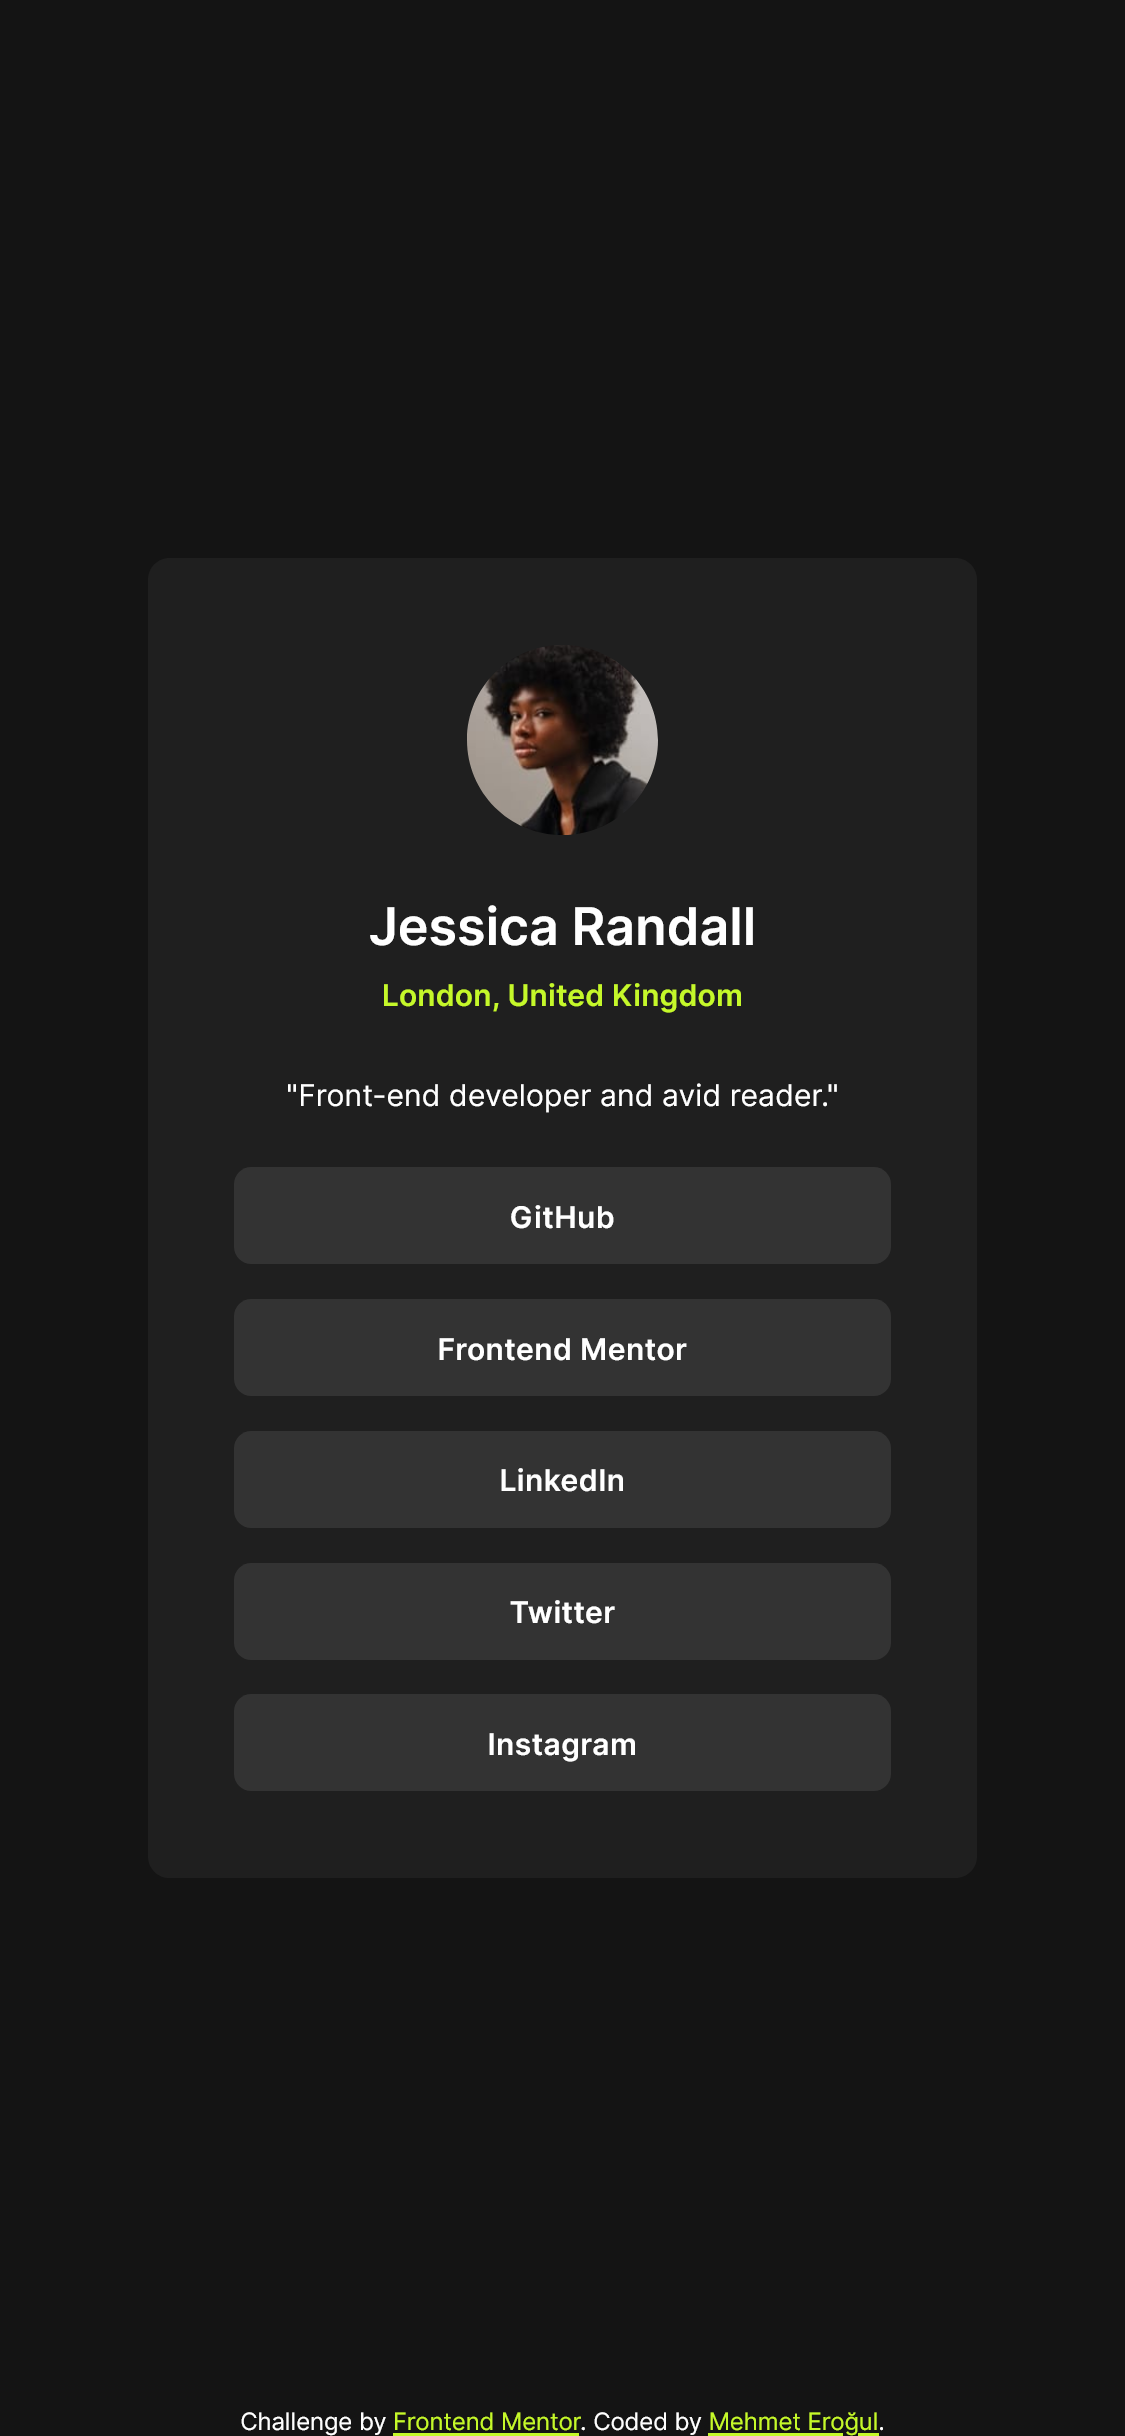 Jessica Randall
London, United Kingdom
"Front-end developer and avid reader."
GitHub
Frontend Mentor
LinkedIn
Twitter
Instagram
Challenge by Frontend Mentor. Coded by Mehmet Eroğul.